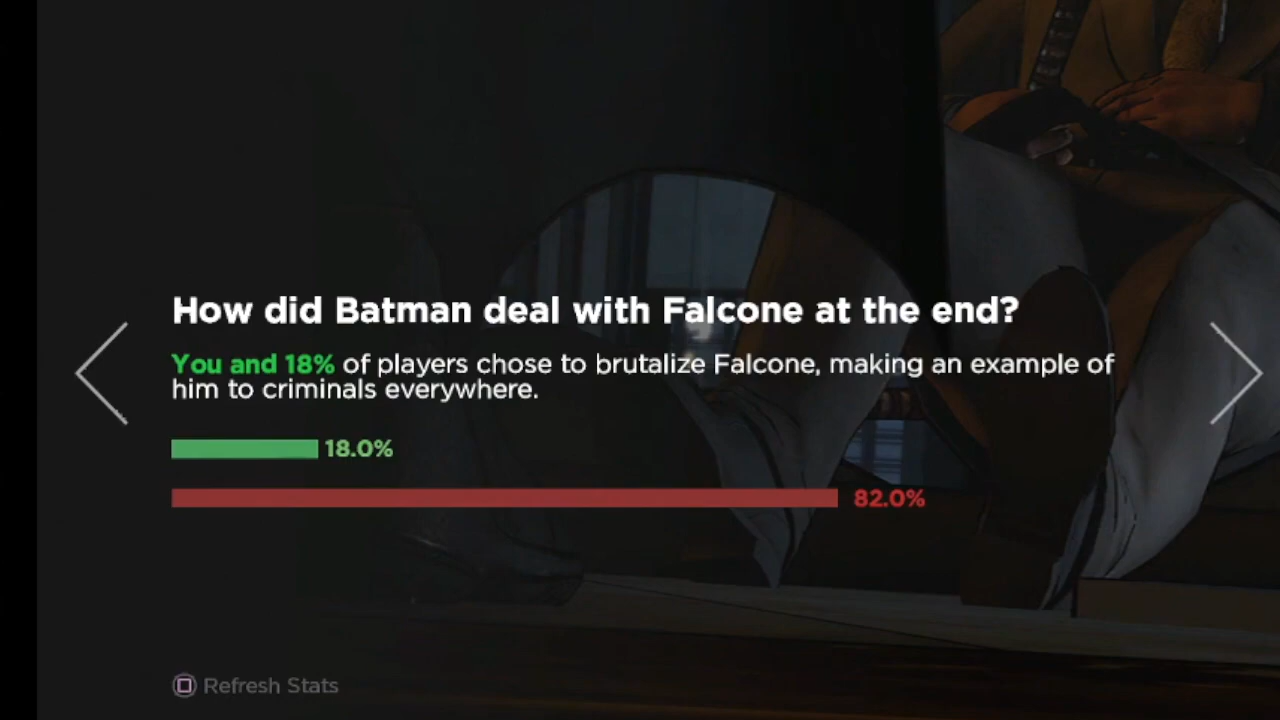 How did Batman deal with Falcone at the end?
You and 18% of players chose to brutalize Falcone, making an example of
him to criminals everywhere.
18.0%
82.0%
Refresh Stats